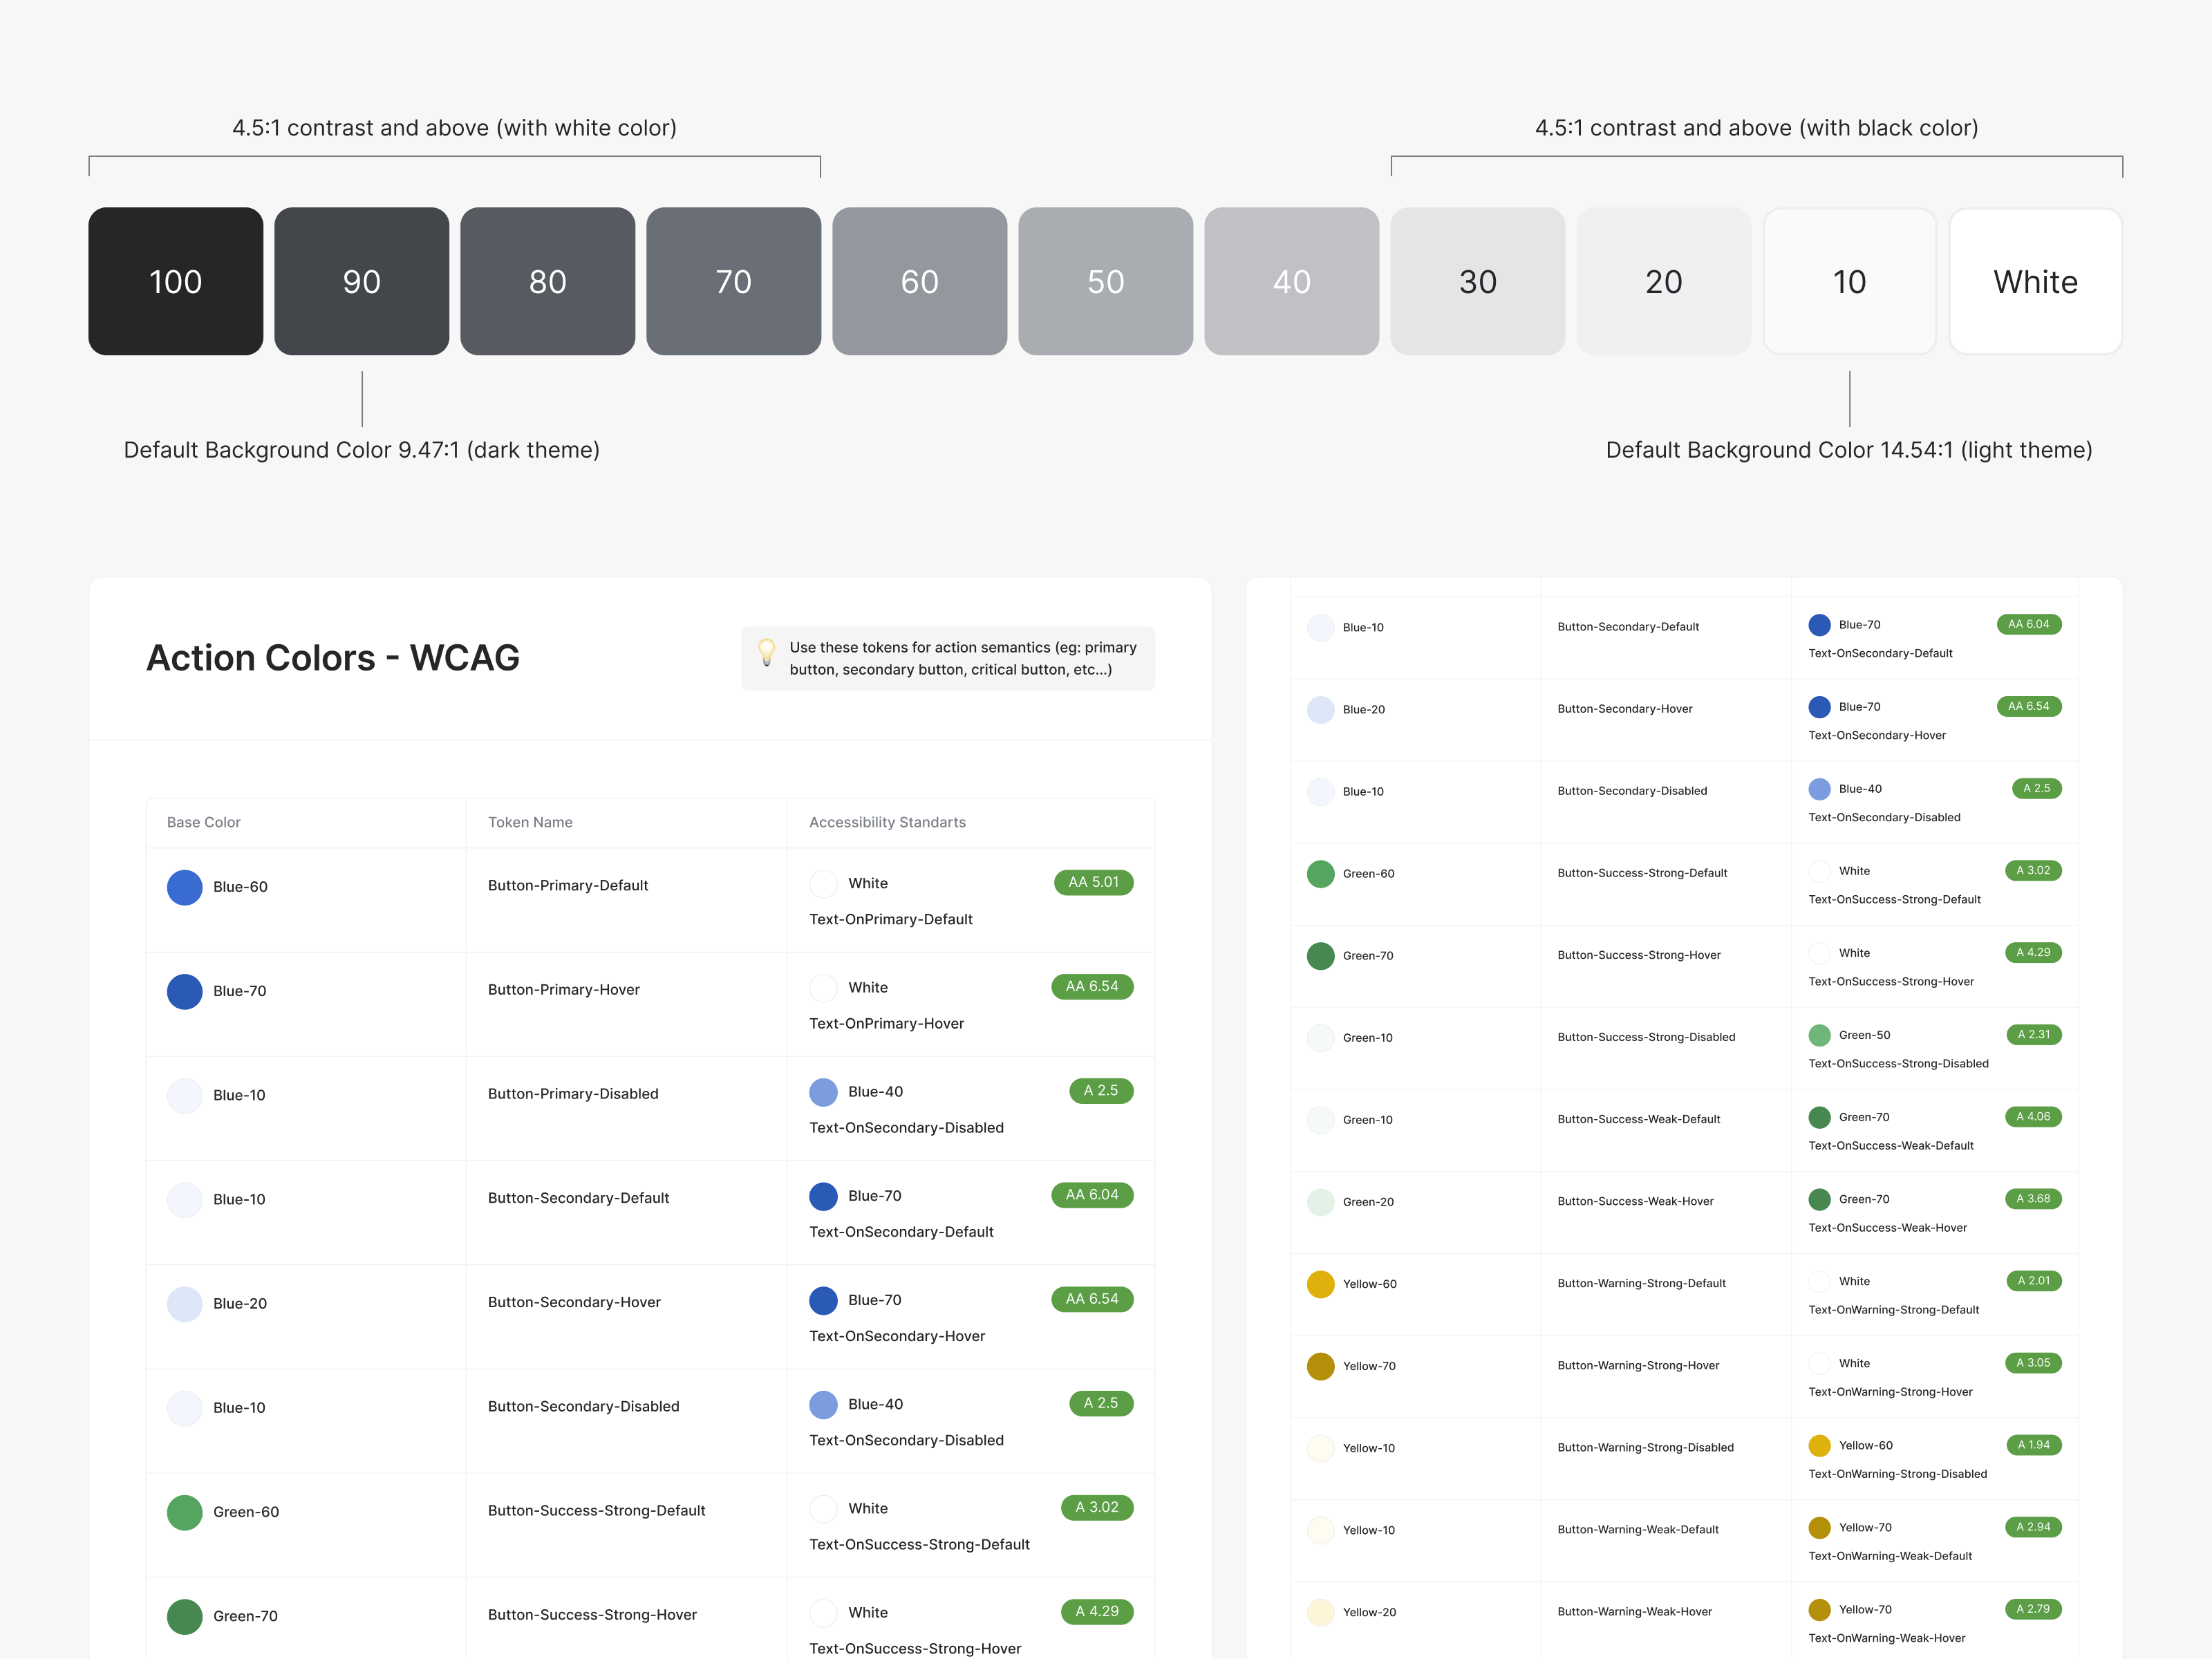 4.5:1 contrast and above (with white color)
4.5:1 contrast and above (with black color)
100
90
80
70
60
50
40
30
20
10
White
Default Background Color 9.47:1 (dark theme)
Default Background Color 14.54:1 (light theme)
Action Colors - WCAG
Use these tokens for action semantics (eg: primary
button, secondary button, critical button, etc...)
Base Color
Token Name
Accessibility Standarts
Blue-60
Button-Primary-Default
White
AA 5.01
Text-OnPrimary-Default
Blue-70
Button-Primary-Hover
White
AA 6.54
Text-OnPrimary-Hover
Blue-10
Button-Primary-Disabled
Blue-40
A 2.5
Text-OnSecondary-Disabled
Blue-10
Button-Secondary-Default
Blue-70
AA 6.04
Text-OnSecondary-Default
Blue-20
Button-Secondary-Hover
Blue-70
AA 6.54
Text-OnSecondary-Hover
Blue-10
Button-Secondary-Disabled
Blue-40
A 2.5
Text-OnSecondary-Disabled
Green-60
Button-Success-Strong-Default
White
A 3.02
Text-OnSuccess-Strong-Default
Green-70
Button-Success-Strong-Hover
White
A 4.29
Text-OnSuccess-Strong-Hover
Blue-10
Button-Secondary-Default
Blue-70
AA 6.04
Text-OnSecondary-Default
Blue-20
Button-Secondary-Hover
Blue-70
AA 6.54
Text-OnSecondary-Hover
Blue-10
Button-Secondary-Disabled
Blue-40
A 2.5
Text-OnSecondary-Disabled
Green-60
Button-Success-Strong-Default
White
A 3.02
Text-OnSuccess-Strong-Default
Green-70
Button-Success-Strong-Hover
White
A 4.29
Text-OnSuccess-Strong-Hover
Green-10
Button-Success-Strong-Disabled
Green-50
A 2.31
Text-OnSuccess-Strong-Disabled
Green-10
Button-Success-Weak-Default
Green-70
A 4.06
Text-OnSuccess-Weak-Default
Green-20
Button-Success-Weak-Hover
Green-70
A 3.68
Text-OnSuccess-Weak-Hover
Yellow-60
Button-Warning-Strong-Default
White
A 2.01
Text-OnWarning-Strong-Default
Yellow-70
Button-Warning-Strong-Hover
White
A 3.05
Text-OnWarning-Strong-Hover
Yellow-10
Button-Warning-Strong-Disabled
Yellow-60
A 1.94
Text-OnWarning-Strong-Disabled
Yellow-10
Button-Warning-Weak-Default
Yellow-70
A 2.94
Text-OnWarning-Weak-Default
Yellow-20
Button-Warning-Weak-Hover
Yellow-70
A 2.79
Text-OnWarning-Weak-Hover